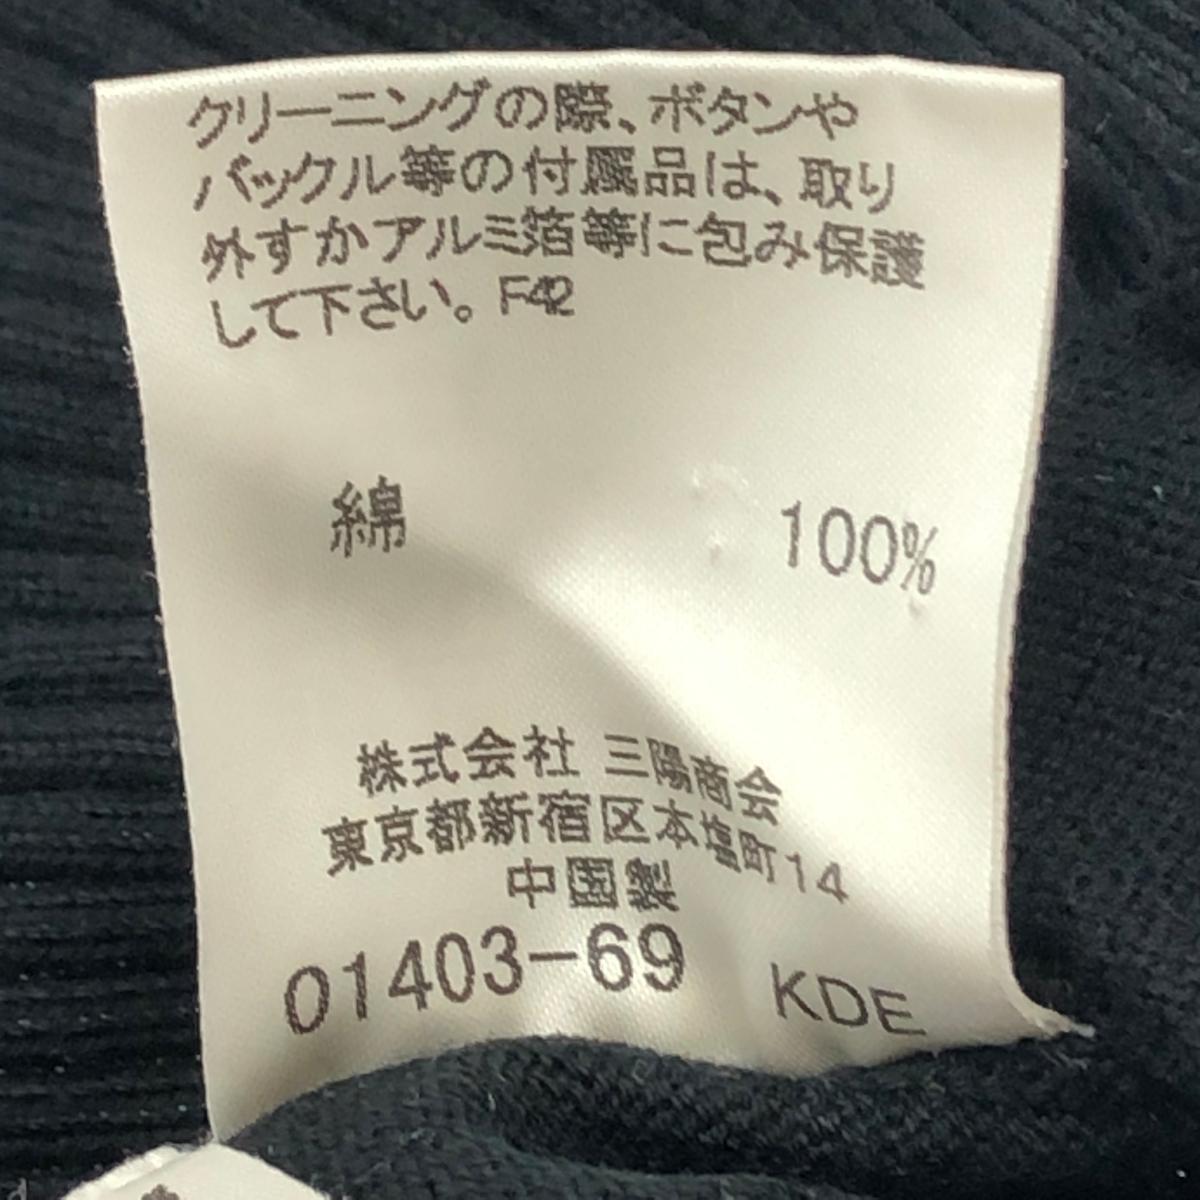 クリーニングの際、ボタンや
バックル等の付属品は、取り
外すかアルミ箔等に包み保護
して下さい。F42
綿 100%
株式会社 三陽商会
東京都新宿区本塩町14
中国製
01403-69 KDE